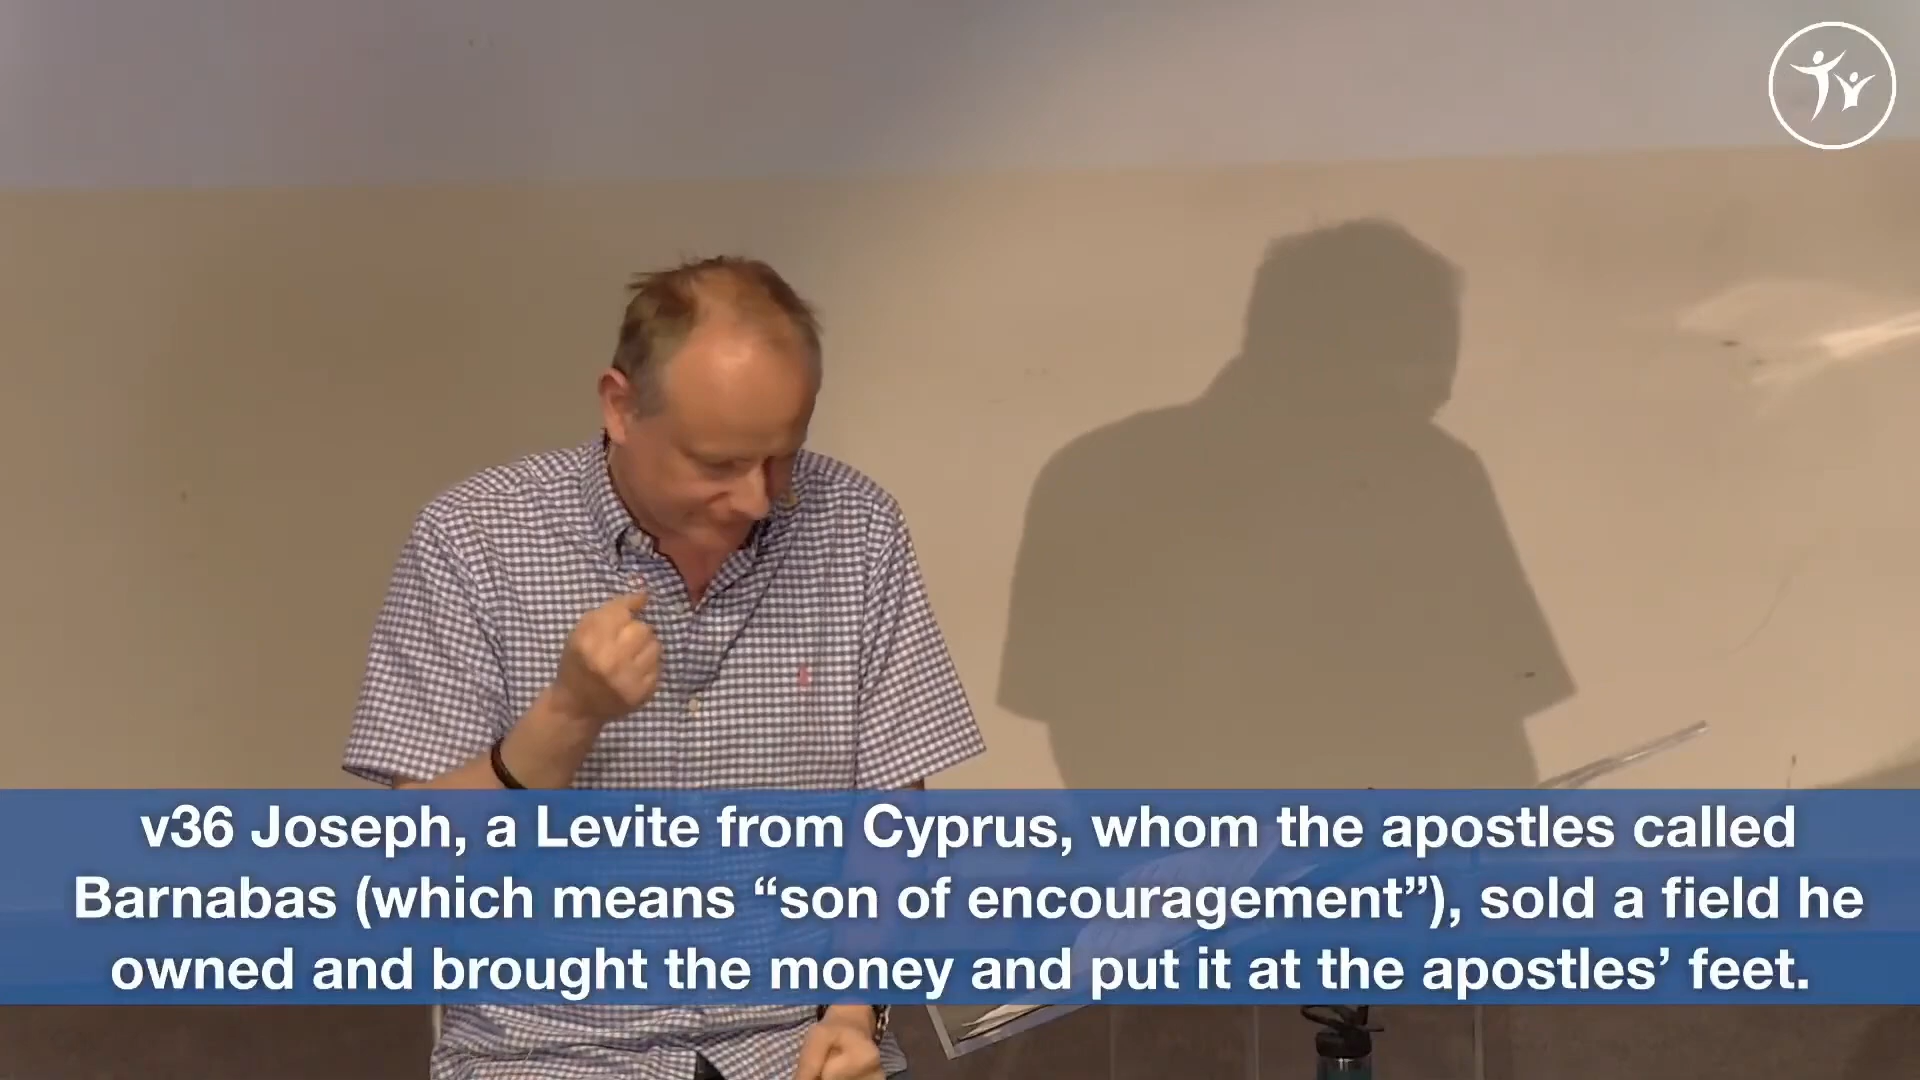 v36 Joseph, a Levite from Cyprus, whom the apostles called
Barnabas (which means “son of encouragement”), sold a field he
owned and brought the money and put it at the apostles’ feet.